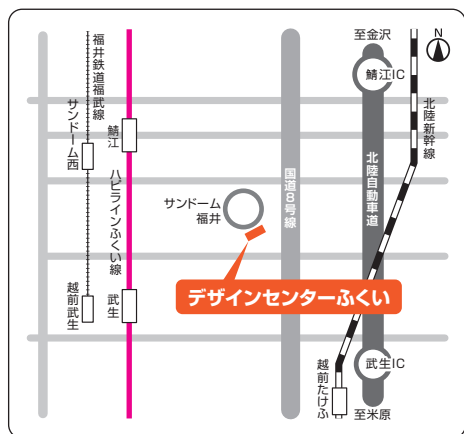 至金沢
N
鯖江IC
福井鉄道福武線
サンドーム西
鯖江
北陸新幹線
ハピラインふくい線
国道8号線
北陸自動車道
サンドーム
福井
デザインセンターふくい
越前武生
武生
武生IC
越前たけふ
至米原